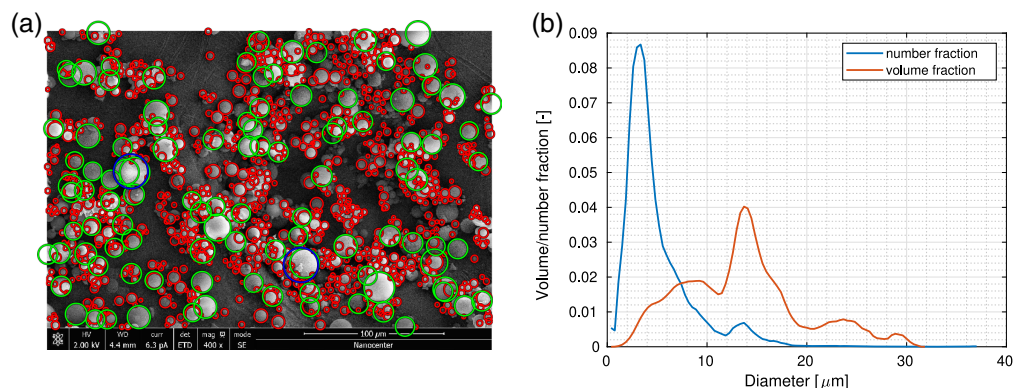 (a)
HV WD curr det mag mode
2.00 kV 4.4 mm 6.3 pA ETD 400 x SE
100 µm
Nanocenter
(b)
0.09
0.08
0.07
0.06
0.05
0.04
0.03
0.02
0.01
0
Volume/number fraction [-]
number fraction
volume fraction
0 10 20 30 40
Diameter [µm]